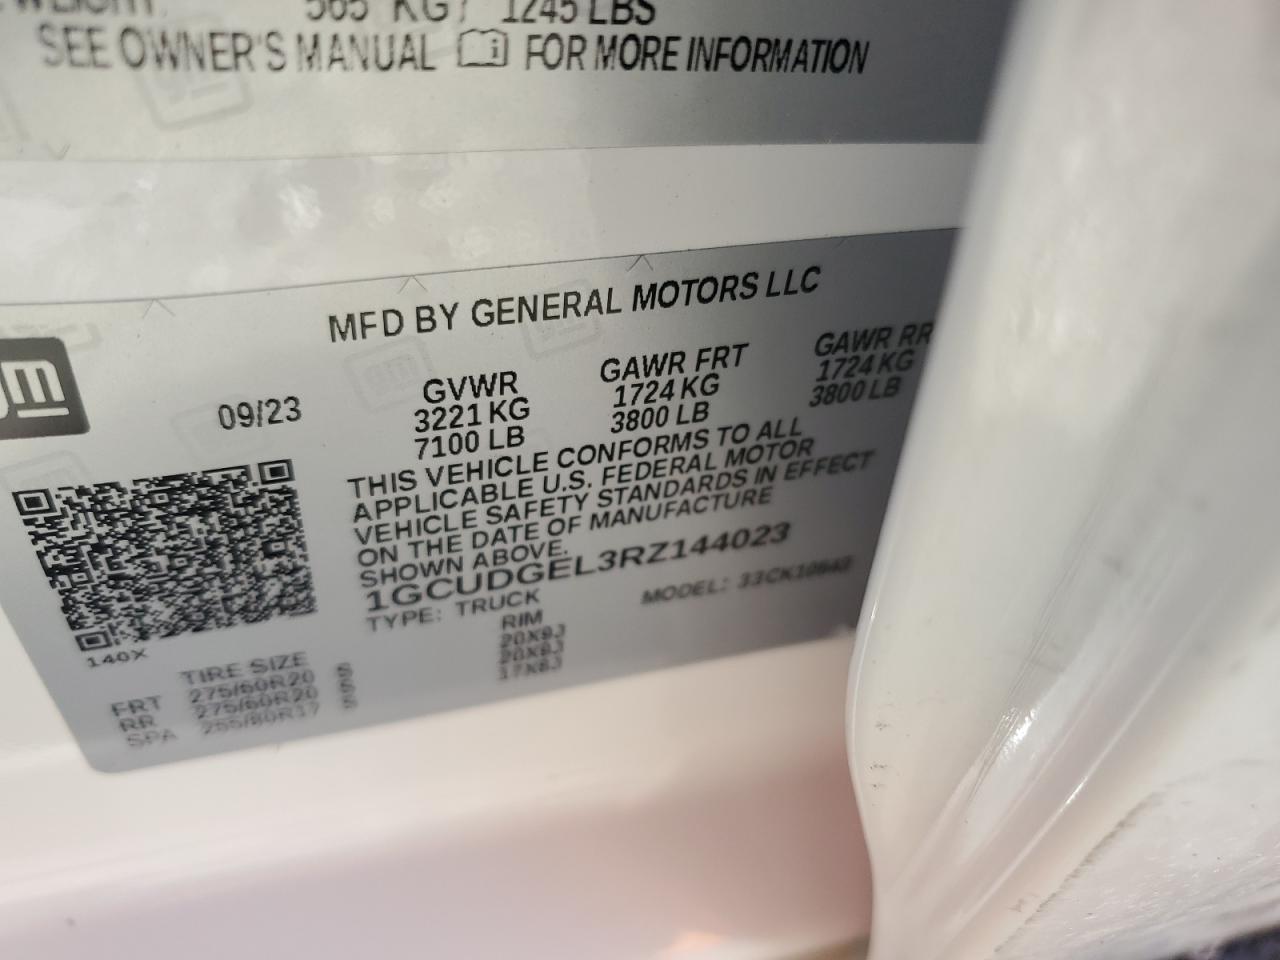 565 KG / 1245 LBS
SEE OWNER'S MANUAL FOR MORE INFORMATION
MFD BY GENERAL MOTORS LLC
GM
09/23
GVWR
3221 KG
7100 LB
GAWR FRT
1724 KG
3800 LB
GAWR RR
1724 KG
3800 LB
THIS VEHICLE CONFORMS TO ALL
APPLICABLE U.S. FEDERAL MOTOR
VEHICLE SAFETY STANDARDS IN EFFECT
ON THE DATE OF MANUFACTURE
SHOWN ABOVE.
1GCUDGEL3RZ144023
TYPE: TRUCK
MODEL:
140X
TIRE SIZE RIM
FRT 275/60R20 S 20X9J
RR 275/60R20 S 20X9J
SPA 255/80R17 S 17X8J